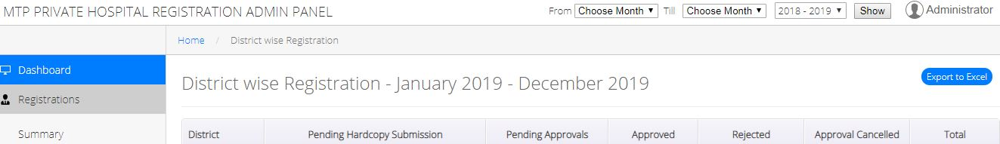 MTP PRIVATE HOSPITAL REGISTRATION ADMIN PANEL From Choose Month Till Choose Month 2018 - 2019 Show Administrator
Home / District wise Registration
Dashboard
District wise Registration - January 2019 - December 2019 Export to Excel
Registrations
District Pending Hardcopy Submission Pending Approvals Approved Rejected Approval Cancelled Total
Summary